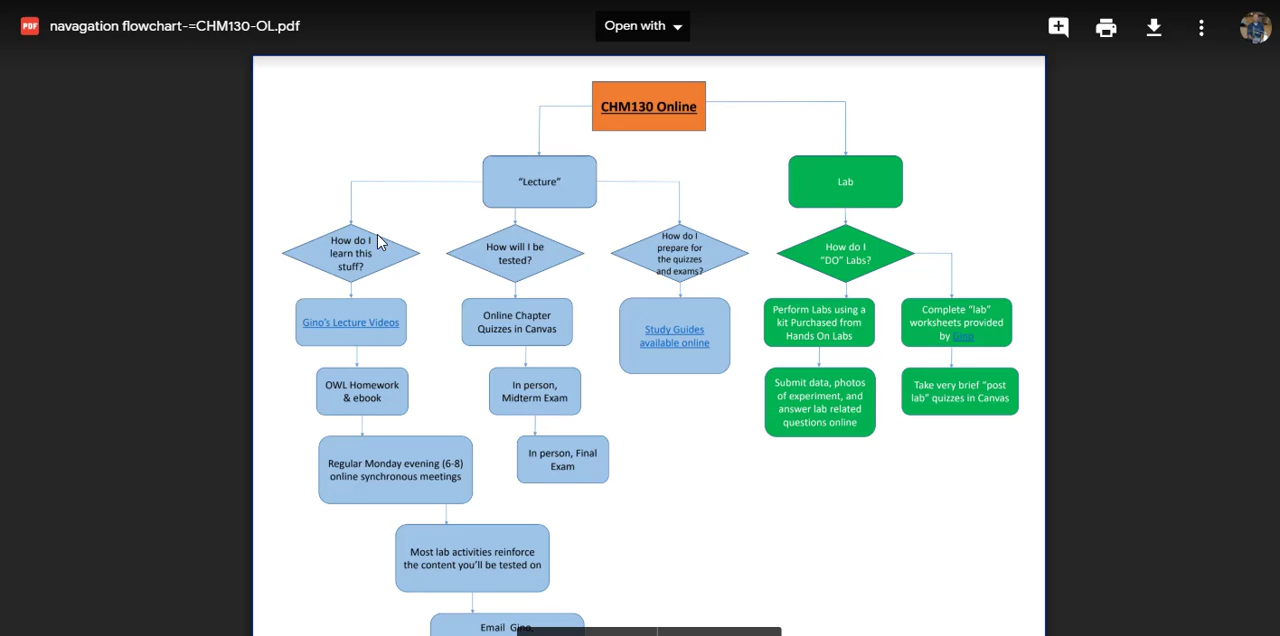 PDF
navagation flowchart-=CHM130-OL.pdf
Open with
CHM130 Online
"Lecture"
Lab
How do I
learn this
stuff?
How will I be
tested?
How do I
prepare for
the quizzes
and exams?
How do I
"DO" Labs?
Gino's Lecture Videos
Online Chapter
Quizzes in Canvas
Study Guides
available online
Perform Labs using a
kit Purchased from
Hands On Labs
Complete "lab"
worksheets provided
by Gino
OWL Homework
& ebook
In person,
Midterm Exam
Submit data, photos
of experiment, and
answer lab related
questions online
Take very brief "post
lab" quizzes in Canvas
Regular Monday evening (6-8)
online synchronous meetings
In person, Final
Exam
Most lab activities reinforce
the content you'll be tested on
Email Gino,